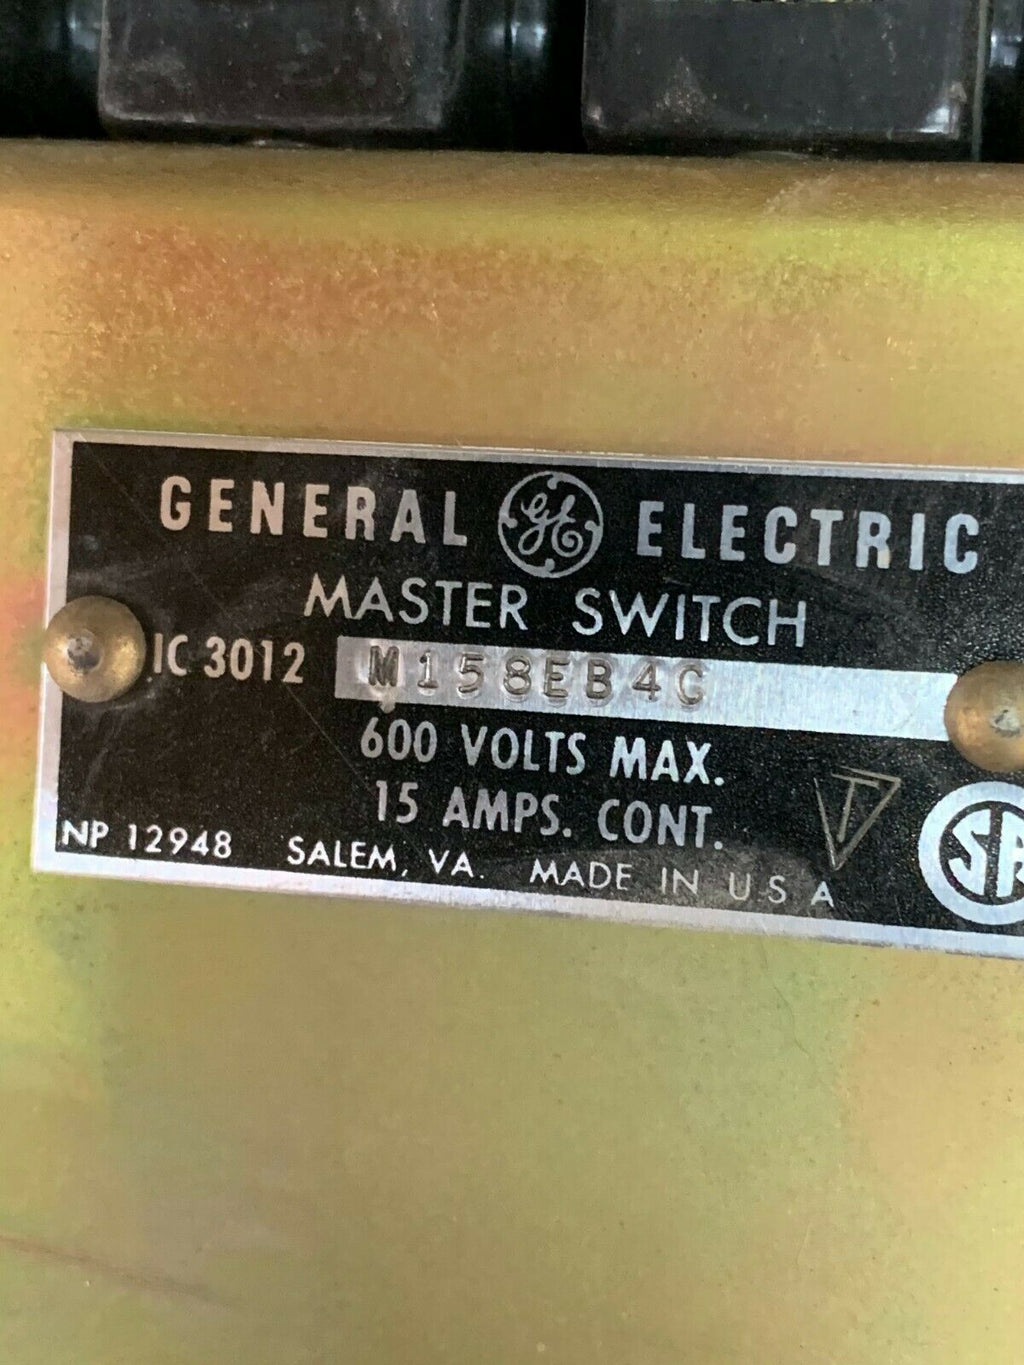 GENERAL GE ELECTRIC
MASTER SWITCH
IC 3012 M158EB4C
600 VOLTS MAX.
15 AMPS. CONT.
NP 12948 SALEM, VA. MADE IN U S A